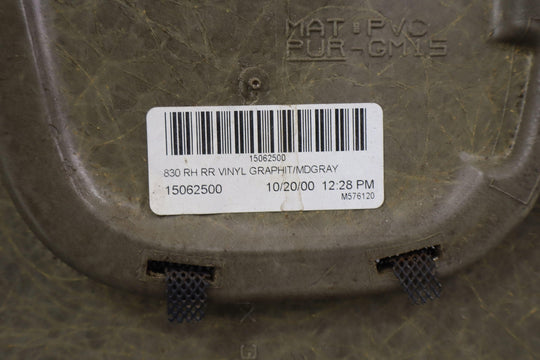 MAT:PVC
PUR-GM15
15062500
830 RH RR VINYL GRAPHIT/MDGRAY
15062500 10/20/00 12:28 PM
M576120